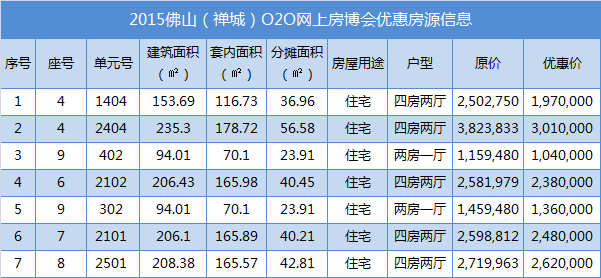 2015佛山（禅城）O2O网上房博会优惠房源信息
序号 座号 单元号 建筑面积（㎡） 套内面积（㎡） 分摊面积（㎡） 房屋用途 户型 原价 优惠价
1 4 1404 153.69 116.73 36.96 住宅 四房两厅 2,502,750 1,970,000
2 4 2404 235.3 178.72 56.58 住宅 四房两厅 3,823,833 3,010,000
3 9 402 94.01 70.1 23.91 住宅 两房一厅 1,159,480 1,040,000
4 6 2102 206.43 165.98 40.45 住宅 四房两厅 2,581,979 2,380,000
5 9 302 94.01 70.1 23.91 住宅 两房一厅 1,459,480 1,360,000
6 7 2101 206.1 165.89 40.21 住宅 四房两厅 2,598,812 2,480,000
7 8 2501 208.38 165.57 42.81 住宅 四房两厅 2,719,963 2,620,000